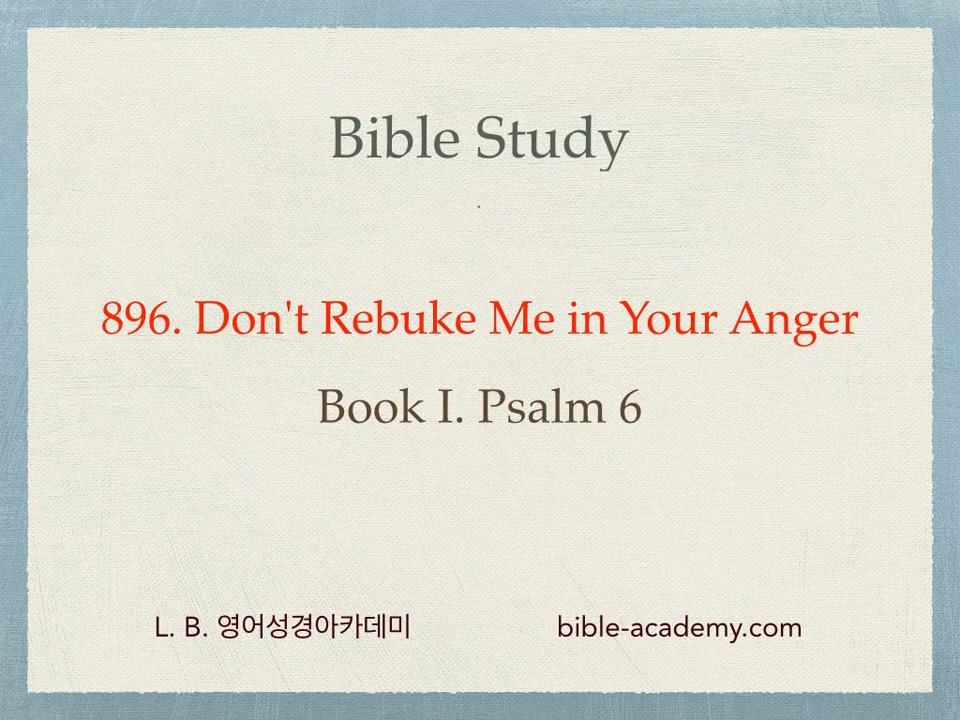 Bible Study
896. Don't Rebuke Me in Your Anger
Book I. Psalm 6
L. B. 영어성경아카데미 bible-academy.com